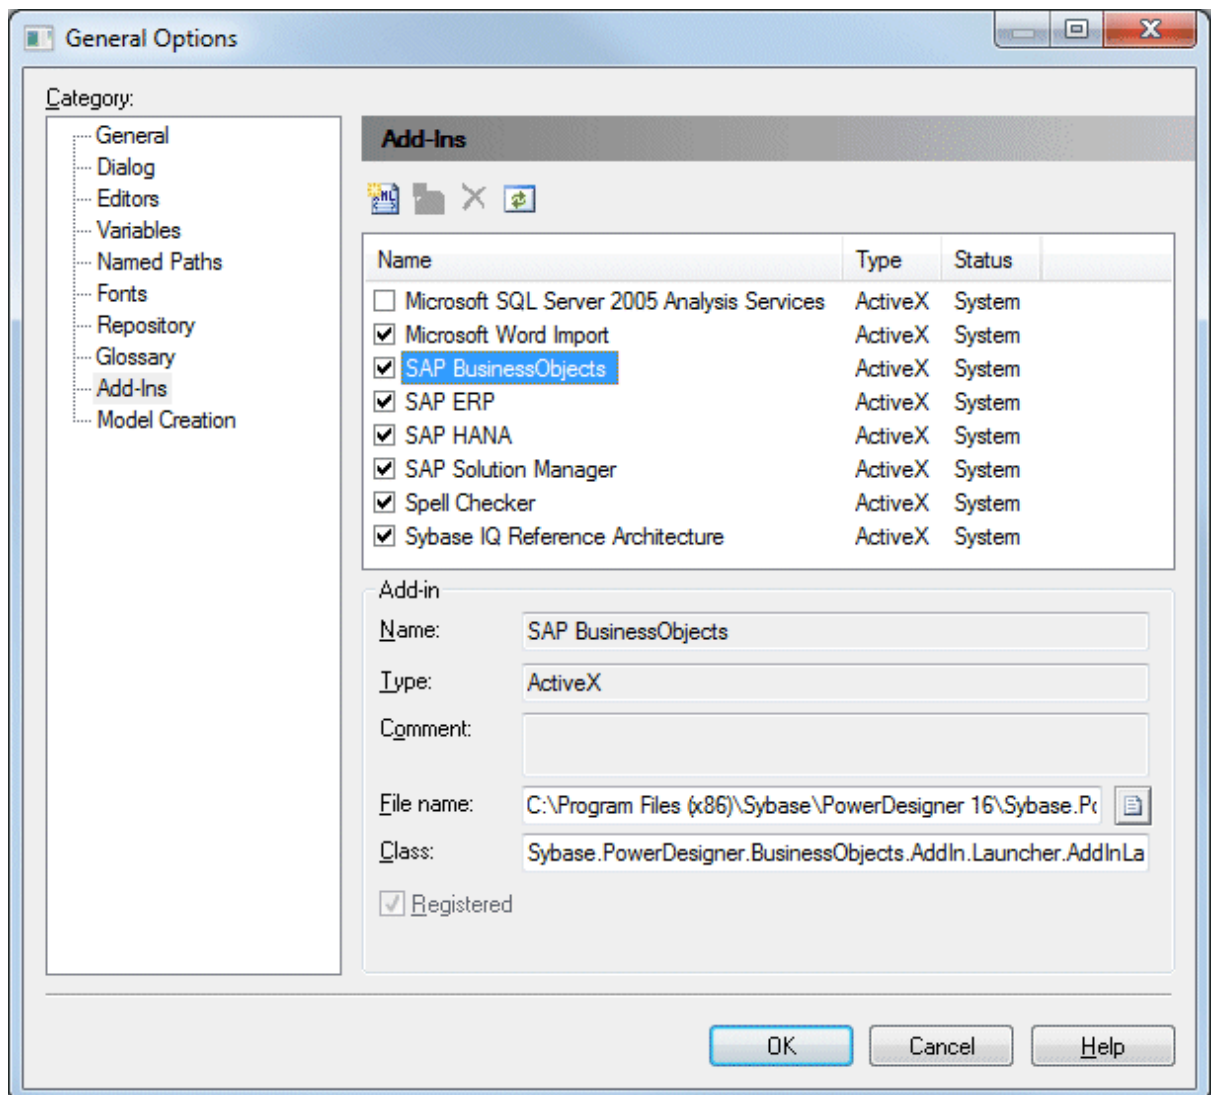 General Options
Category:
General
Dialog
Editors
Variables
Named Paths
Fonts
Repository
Glossary
Add-Ins
Model Creation
Add-Ins
Name Type Status
Microsoft SQL Server 2005 Analysis Services ActiveX System
Microsoft Word Import ActiveX System
SAP BusinessObjects ActiveX System
SAP ERP ActiveX System
SAP HANA ActiveX System
SAP Solution Manager ActiveX System
Spell Checker ActiveX System
Sybase IQ Reference Architecture ActiveX System
Add-in
Name: SAP BusinessObjects
Type: ActiveX
Comment:
File name: C:\Program Files (x86)\Sybase\PowerDesigner 16\Sybase.Po
Class: Sybase.PowerDesigner.BusinessObjects.AddIn.Launcher.AddInLa
Registered
OK Cancel Help